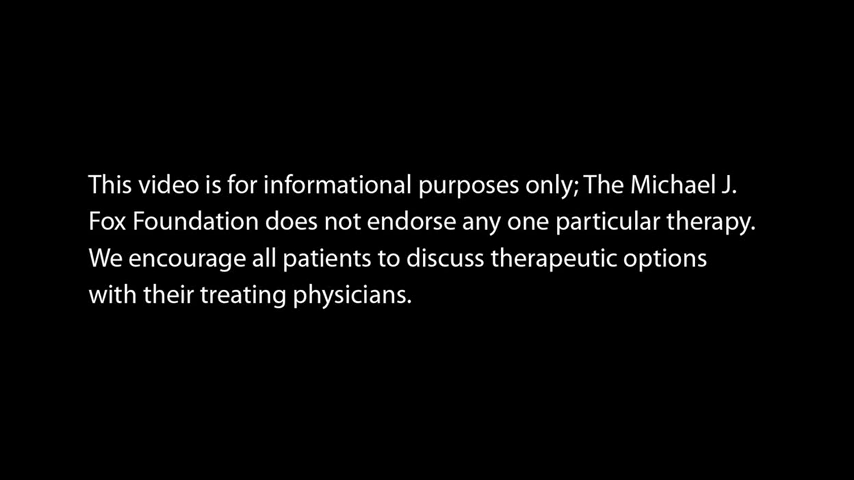 This video is for informational purposes only; The Michael J.
Fox Foundation does not endorse any one particular therapy.
We encourage all patients to discuss therapeutic options
with their treating physicians.